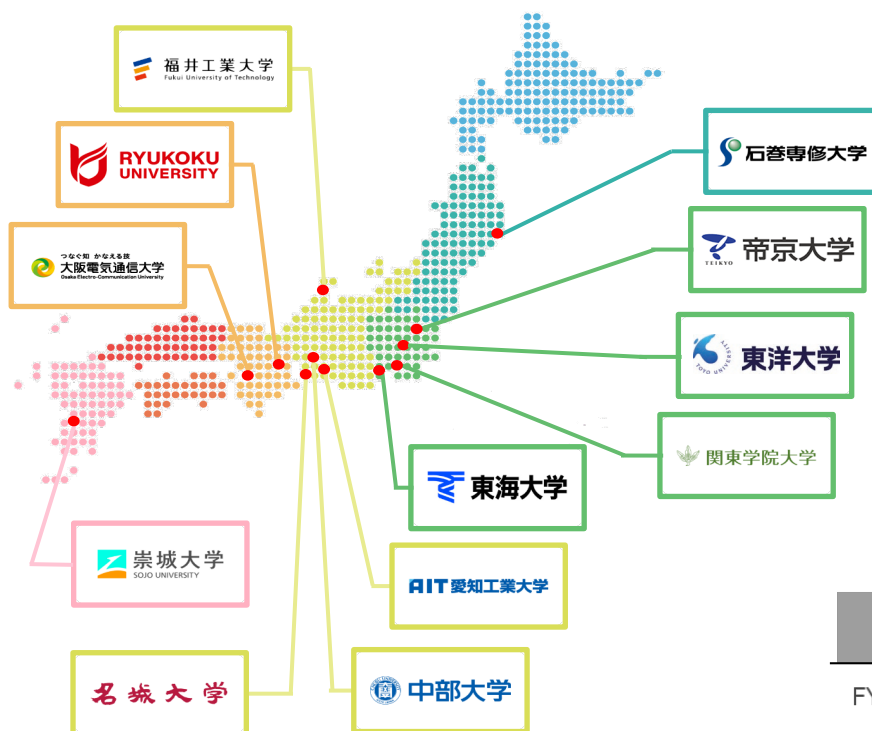 福井工業大学
Fukui University of Technology
RYUKOKU
UNIVERSITY
石巻専修大学
つなぐ知 かなえる技
大阪電気通信大学
Osaka Electro-Communication University
TEIKYO
帝京大学
TOYO UNIVERSITY
東洋大学
関東学院大学
東海大学
崇城大学
SOJO UNIVERSITY
AIT 愛知工業大学
名城大学
中部大学
FY